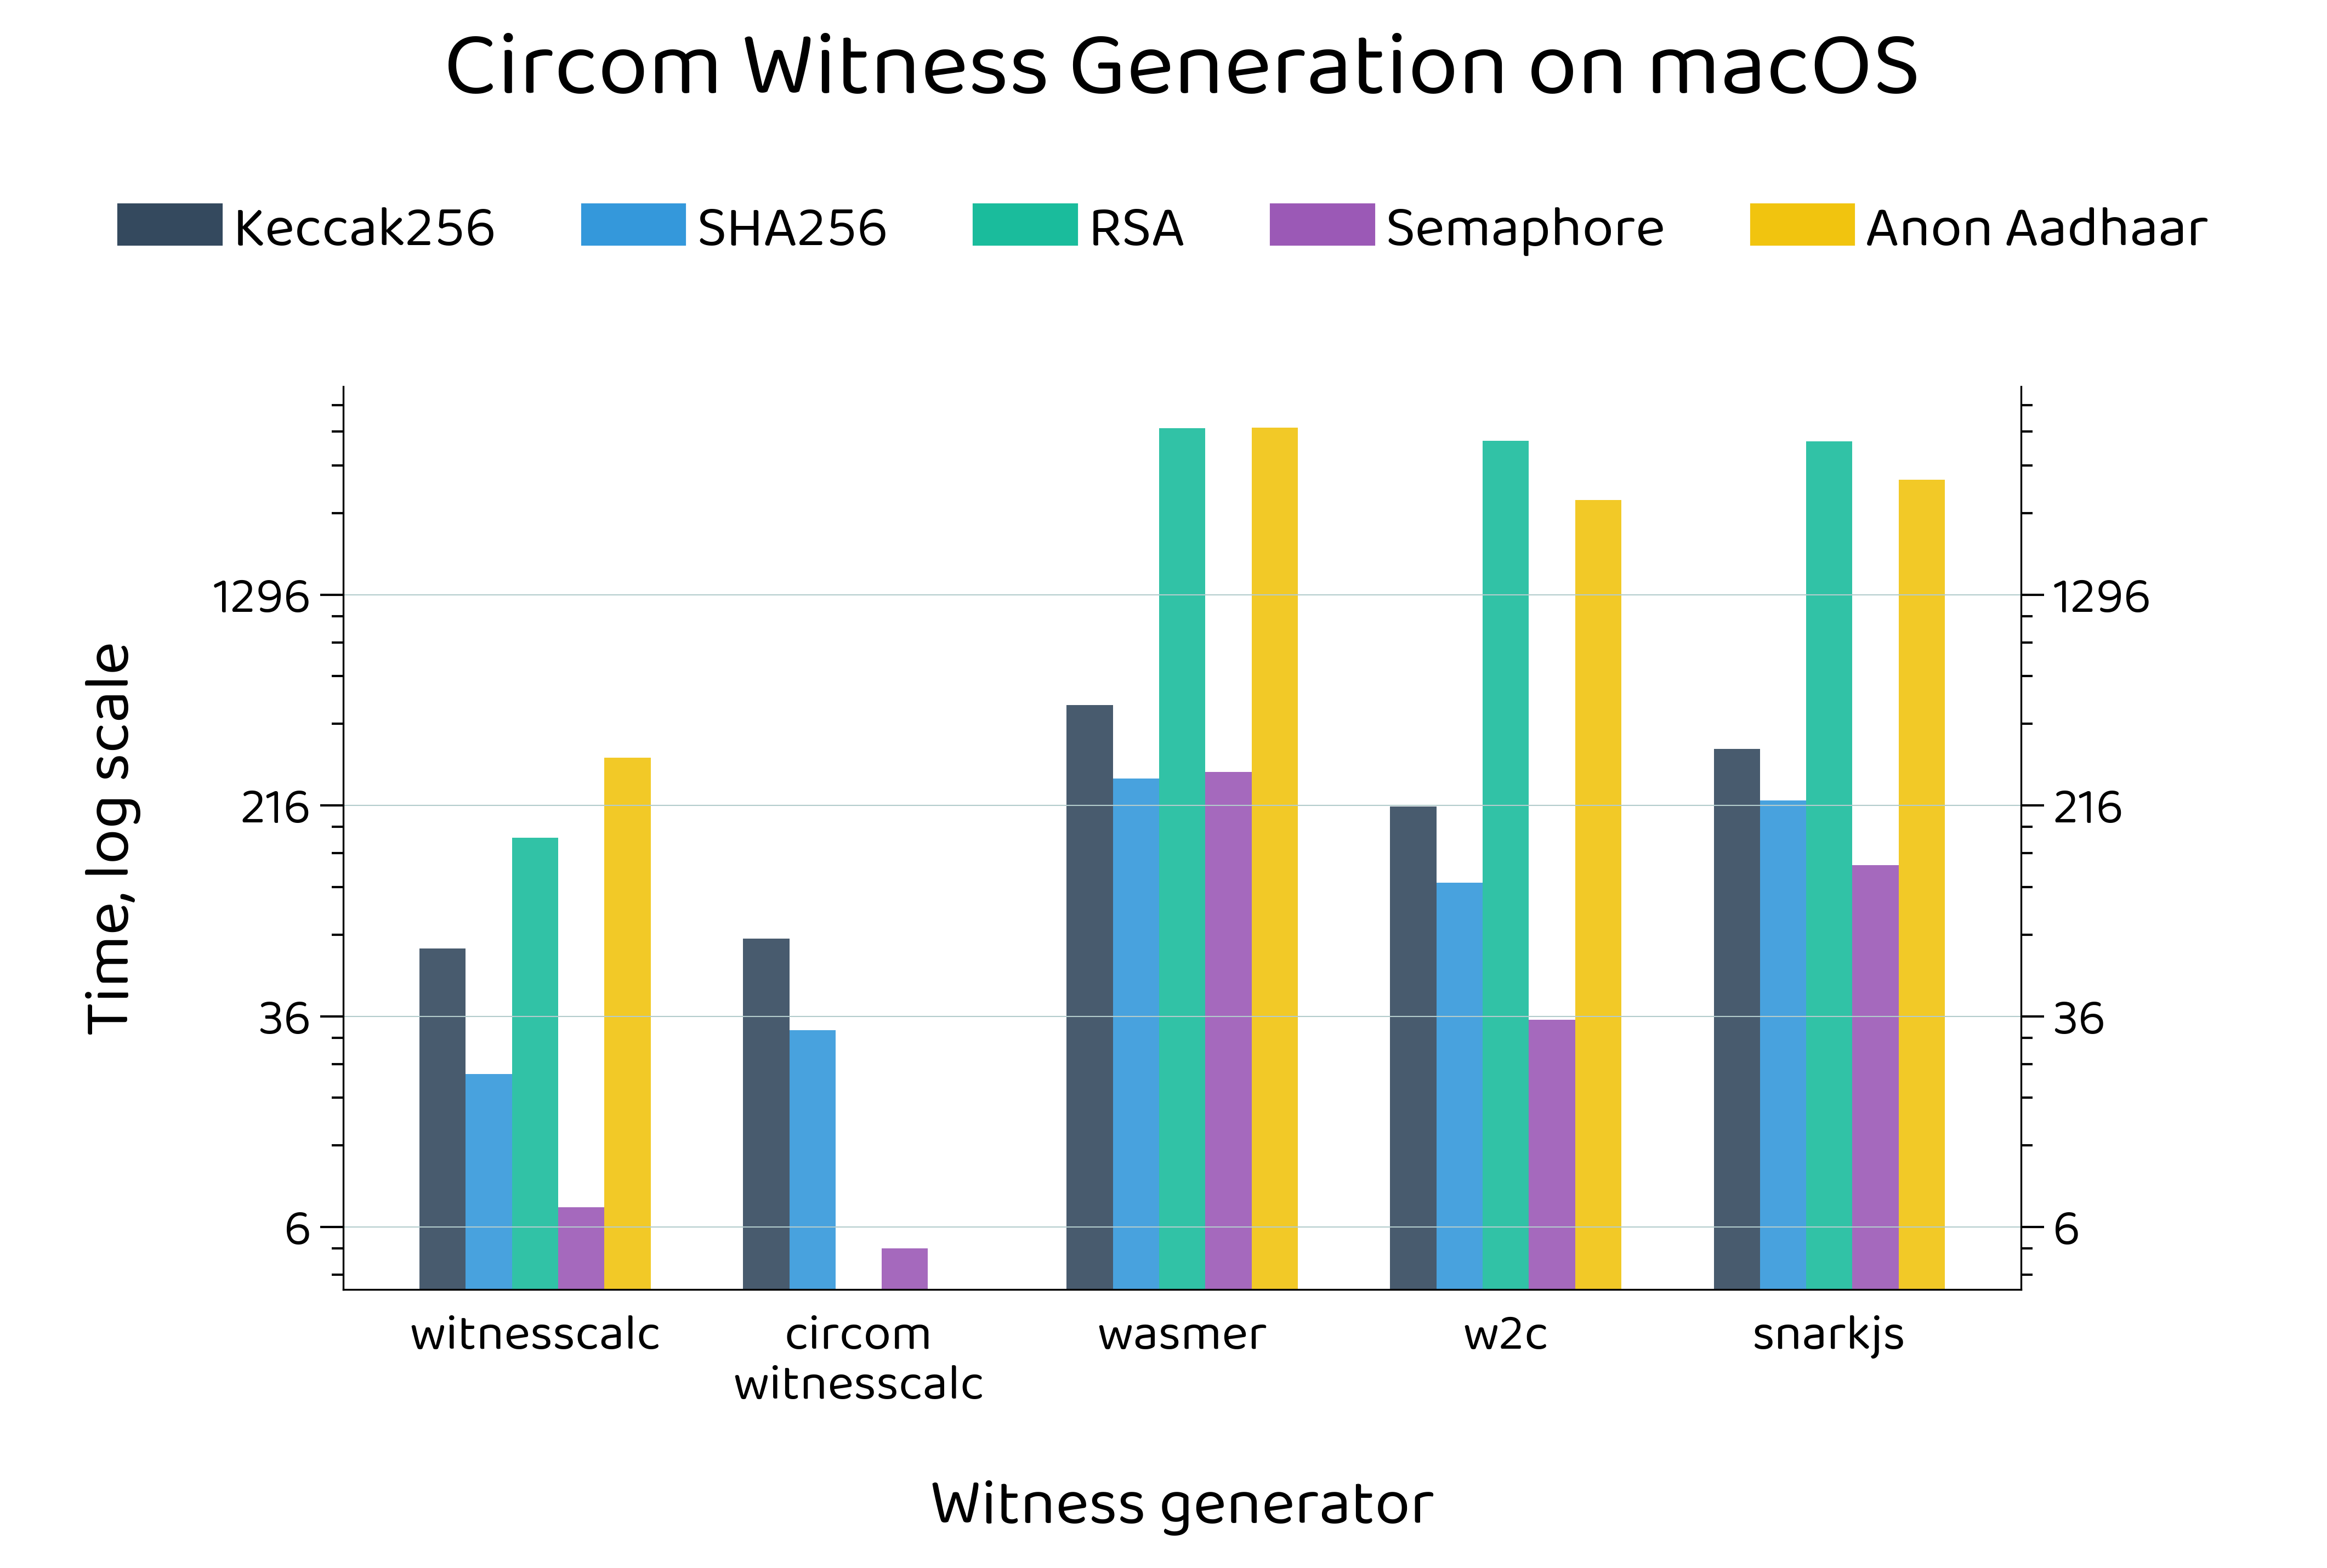 Circom Witness Generation on macOS
Keccak256 SHA256 RSA Semaphore Anon Aadhaar
Time, log scale
1296 1296
216 216
36 36
6 6
witnesscalc circom wasmer w2c snarkjs
witnesscalc
Witness generator